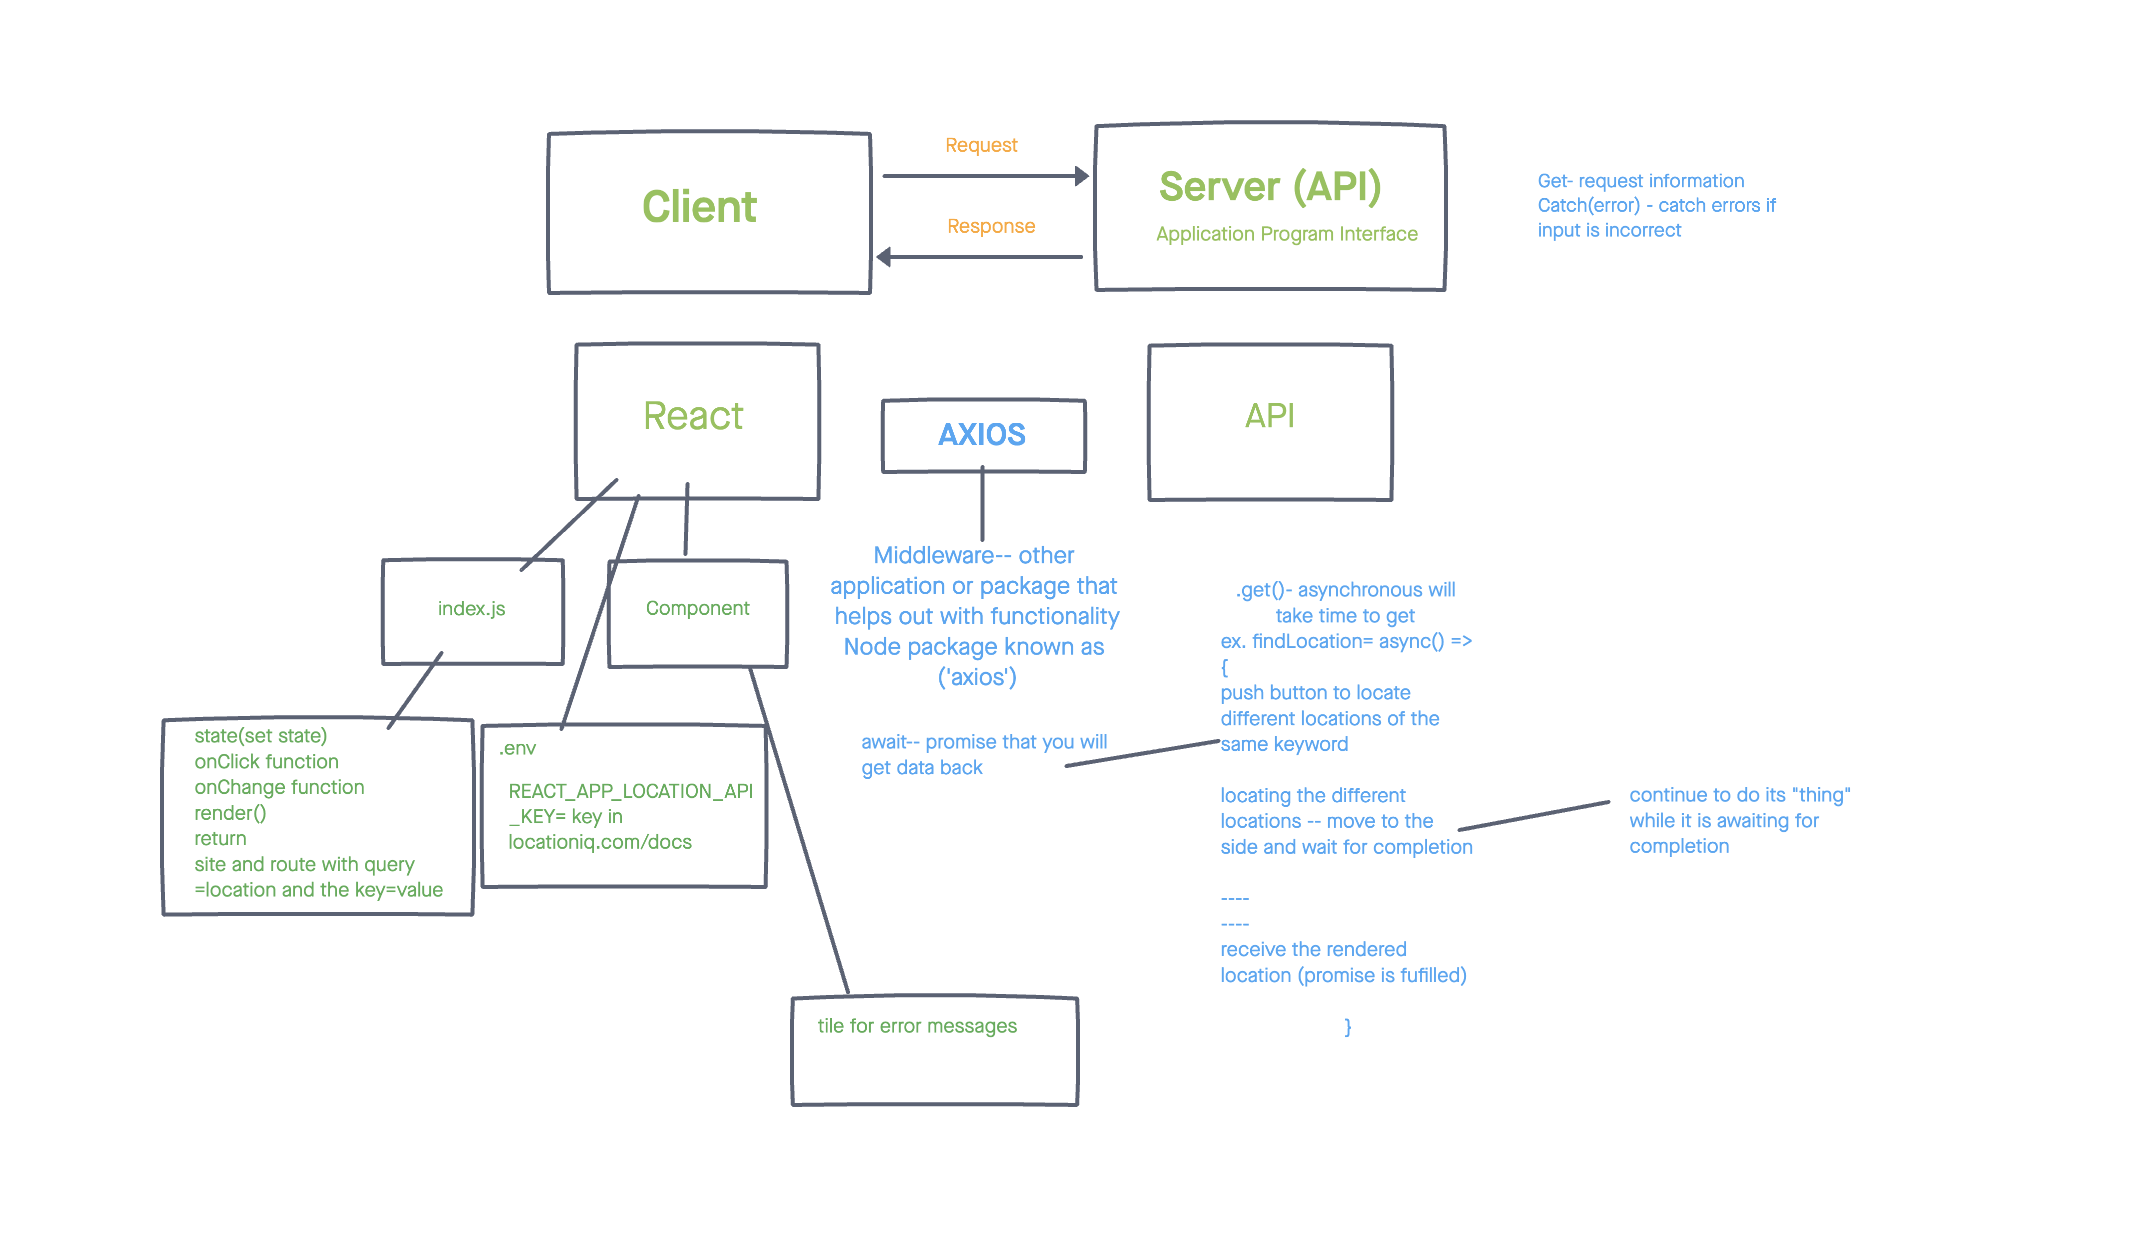 Client
Request
Response
Server (API)
Application Program Interface
Get- request information
Catch(error) - catch errors if
input is incorrect
React
AXIOS
API
index.js
Component
Middleware-- other
application or package that
helps out with functionality
Node package known as
('axios')
.get()- asynchronous will
take time to get
ex. findLocation= async() =>
{
push button to locate
different locations of the
same keyword
locating the different
locations -- move to the
side and wait for completion
----
----
receive the rendered
location (promise is fufilled)
}
await-- promise that you will
get data back
continue to do its "thing"
while it is awaiting for
completion
state(set state)
onClick function
onChange function
render()
return
site and route with query
=location and the key=value
.env
REACT_APP_LOCATION_API
_KEY= key in
locationiq.com/docs
tile for error messages